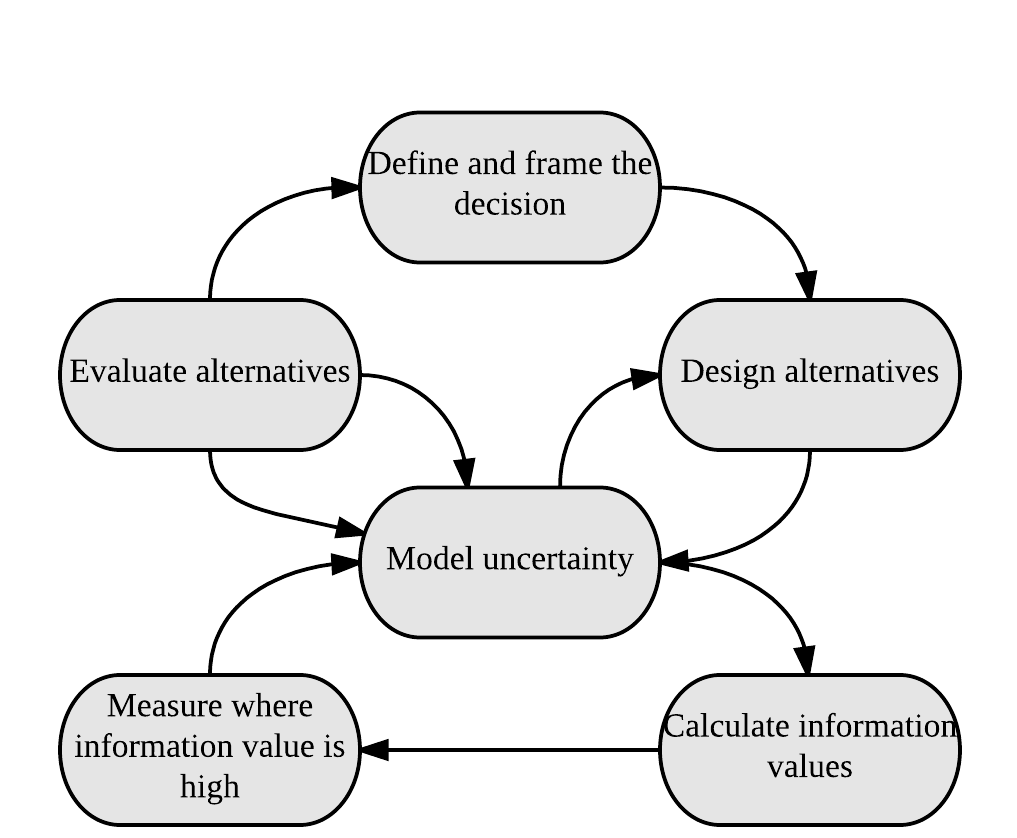 Define and frame the
decision
Evaluate alternatives
Design alternatives
Model uncertainty
Measure where
information value is
high
Calculate information
values